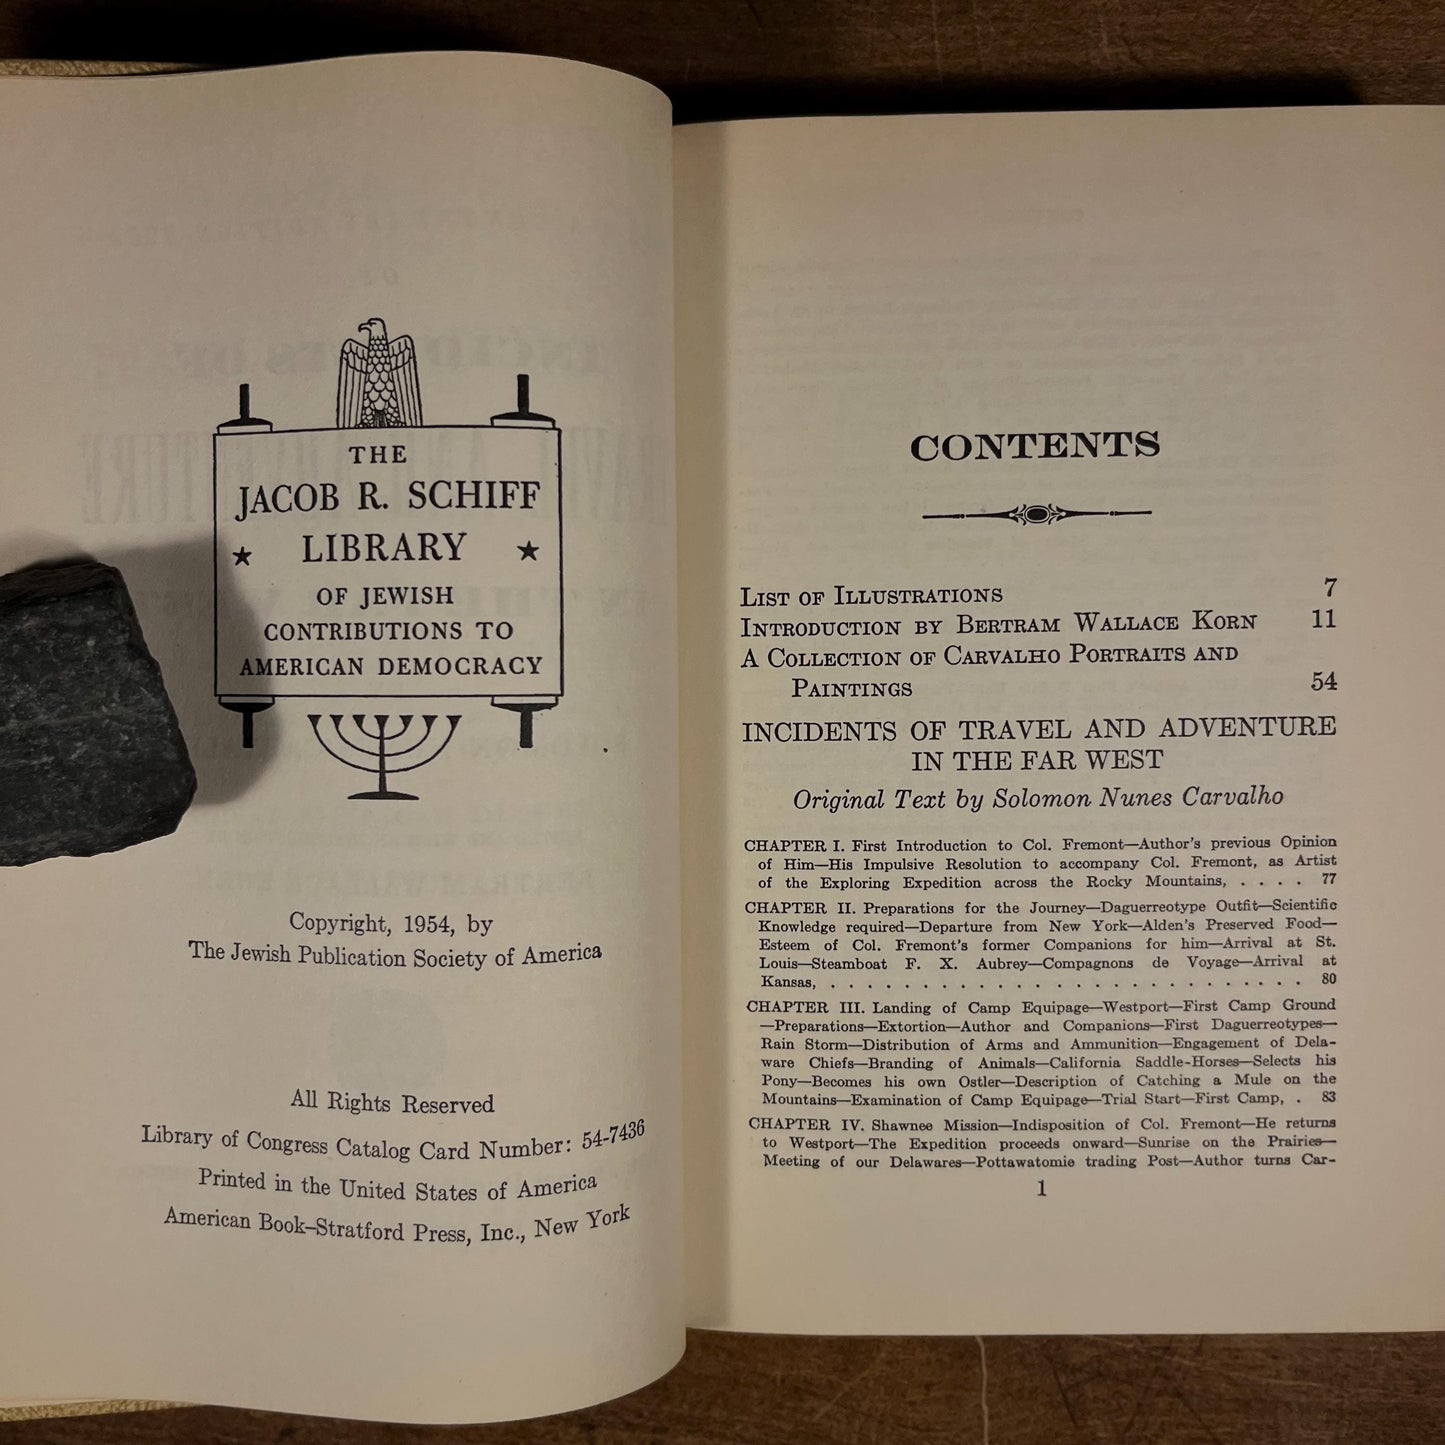 THE
JACOB R. SCHIFF
LIBRARY
OF JEWISH
CONTRIBUTIONS TO
AMERICAN DEMOCRACY
Copyright, 1954, by
The Jewish Publication Society of America
All Rights Reserved
Library of Congress Catalog Card Number: 54-7436
Printed in the United States of America
American Book–Stratford Press, Inc., New York
CONTENTS
List of Illustrations 7
Introduction by Bertram Wallace Korn 11
A Collection of Carvalho Portraits and
Paintings 54
INCIDENTS OF TRAVEL AND ADVENTURE
IN THE FAR WEST
Original Text by Solomon Nunes Carvalho
CHAPTER I. First Introduction to Col. Fremont—Author's previous Opinion
of Him—His Impulsive Resolution to accompany Col. Fremont, as Artist
of the Exploring Expedition across the Rocky Mountains, . . . . 77
CHAPTER II. Preparations for the Journey—Daguerreotype Outfit—Scientific
Knowledge required—Departure from New York—Alden's Preserved Food—
Esteem of Col. Fremont's former Companions for him—Arrival at St.
Louis—Steamboat F. X. Aubrey—Compagnons de Voyage—Arrival at
Kansas, . . . . . . . . . . . . . . . . . . . . . . . . . . 80
CHAPTER III. Landing of Camp Equipage—Westport—First Camp Ground
—Preparations—Extortion—Author and Companions—First Daguerreotypes—
Rain Storm—Distribution of Arms and Ammunition—Engagement of Dela-
ware Chiefs—Branding of Animals—California Saddle-Horses—Selects his
Pony—Becomes his own Ostler—Description of Catching a Mule on the
Mountains—Examination of Camp Equipage—Trial Start—First Camp, . 83
CHAPTER IV. Shawnee Mission—Indisposition of Col. Fremont—He returns
to Westport—The Expedition proceeds onward—Sunrise on the Prairies—
Meeting of our Delawares—Pottawatomie trading Post—Author turns Car-
1